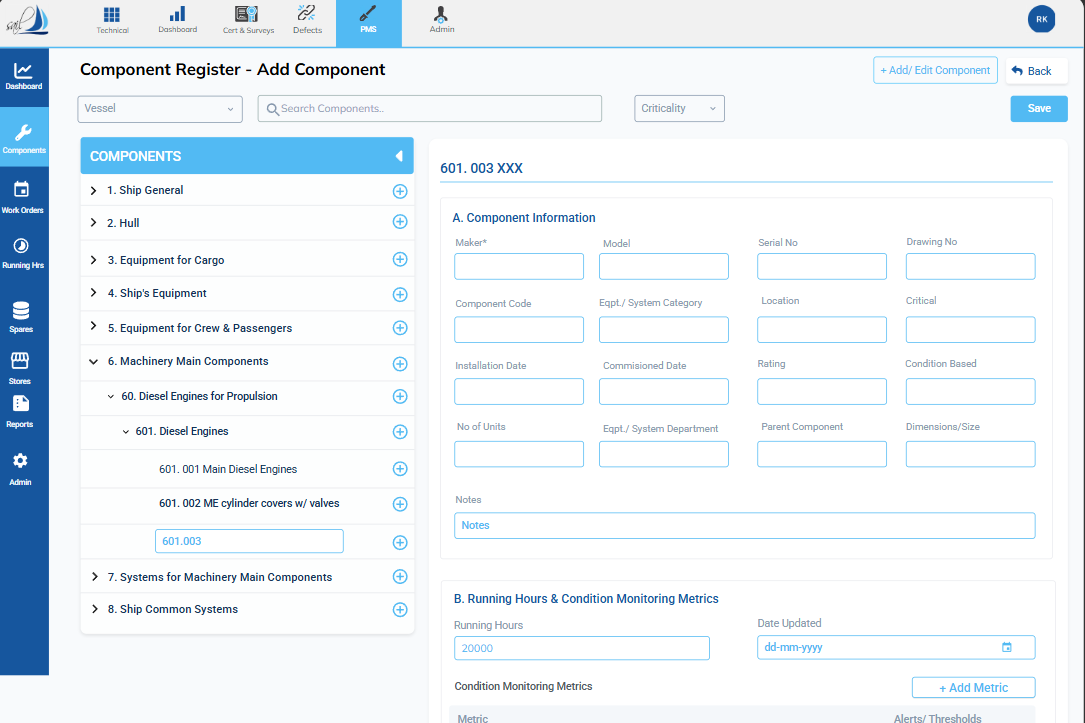 sail
Technical
Dashboard
Cert & Surveys
Defects
PMS
Admin
RK
Dashboard
Components
Work Orders
Running Hrs
Spares
Stores
Reports
Admin
Component Register - Add Component
+ Add/ Edit Component
Back
Vessel
Search Components..
Criticality
Save
COMPONENTS
1. Ship General
2. Hull
3. Equipment for Cargo
4. Ship's Equipment
5. Equipment for Crew & Passengers
6. Machinery Main Components
60. Diesel Engines for Propulsion
601. Diesel Engines
601. 001 Main Diesel Engines
601. 002 ME cylinder covers w/ valves
601.003
7. Systems for Machinery Main Components
8. Ship Common Systems
601. 003 XXX
A. Component Information
Maker*
Model
Serial No
Drawing No
Component Code
Eqpt./ System Category
Location
Critical
Installation Date
Commisioned Date
Rating
Condition Based
No of Units
Eqpt./ System Department
Parent Component
Dimensions/Size
Notes
Notes
B. Running Hours & Condition Monitoring Metrics
Running Hours
Date Updated
20000
dd-mm-yyyy
Condition Monitoring Metrics
+ Add Metric
Metric
Alerts/ Thresholds